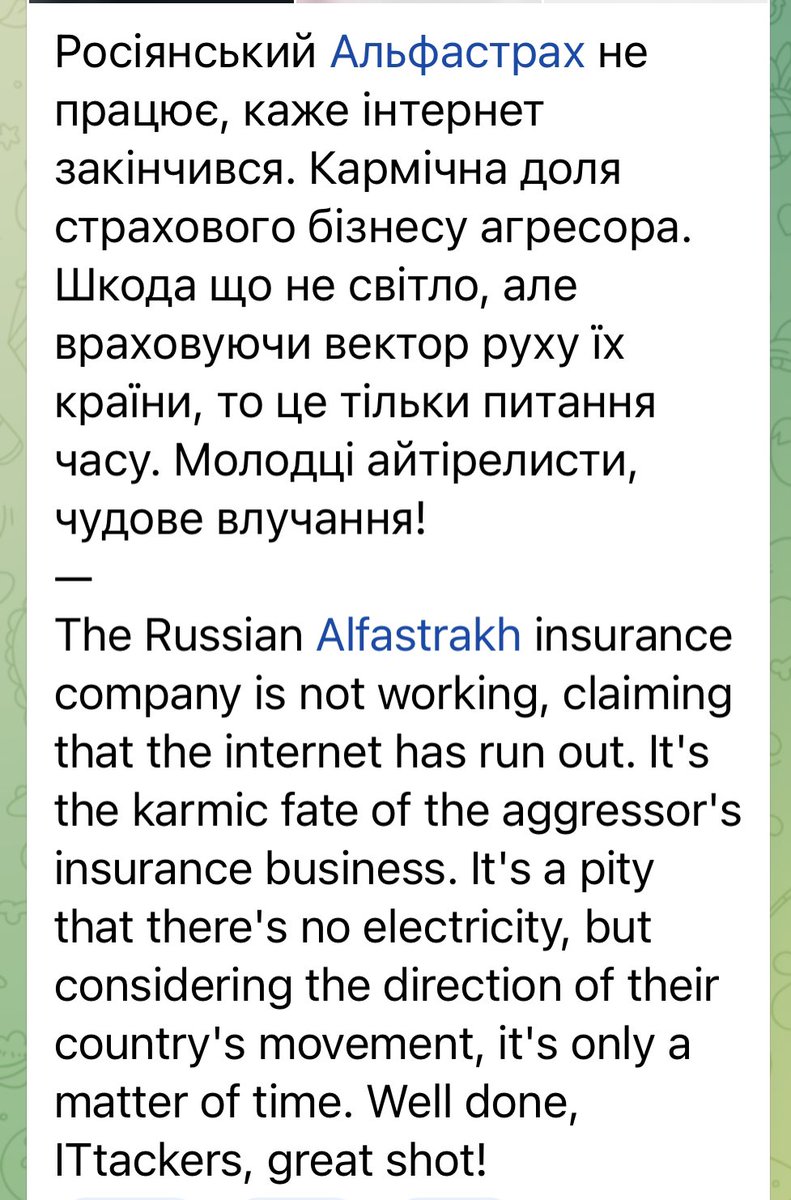 Росіянський Альфастрах не
працює, каже інтернет
закінчився. Кармічна доля
страхового бізнесу агресора.
Шкода що не світло, але
враховуючи вектор руху їх
країни, то це тільки питання
часу. Молодці айтірелисти,
чудове влучання!
—
The Russian Alfastrakh insurance
company is not working, claiming
that the internet has run out. It's
the karmic fate of the aggressor's
insurance business. It's a pity
that there's no electricity, but
considering the direction of their
country's movement, it's only a
matter of time. Well done,
ITtackers, great shot!